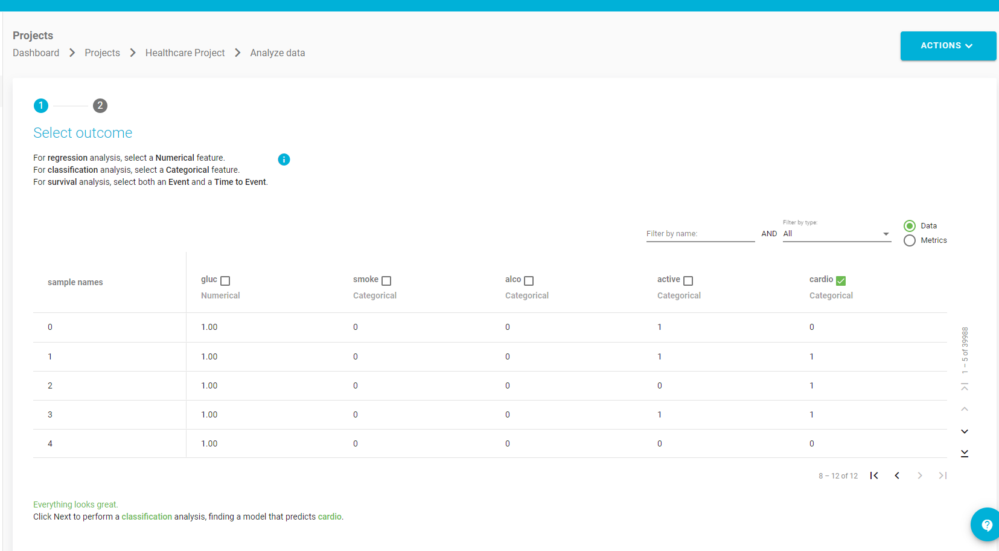 Projects
Dashboard Projects Healthcare Project Analyze data
ACTIONS
1 2
Select outcome
For regression analysis, select a Numerical feature.
For classification analysis, select a Categorical feature.
For survival analysis, select both an Event and a Time to Event.
i
Filter by name: AND Filter by type: All
Data
Metrics
sample names gluc smoke alco active cardio
Numerical Categorical Categorical Categorical Categorical
0 1.00 0 0 1 0
1 1.00 0 0 1 1
2 1.00 0 0 0 1
3 1.00 0 0 1 1
4 1.00 0 0 0 0
1 – 5 of 39988
8 – 12 of 12
Everything looks great.
Click Next to perform a classification analysis, finding a model that predicts cardio.
?